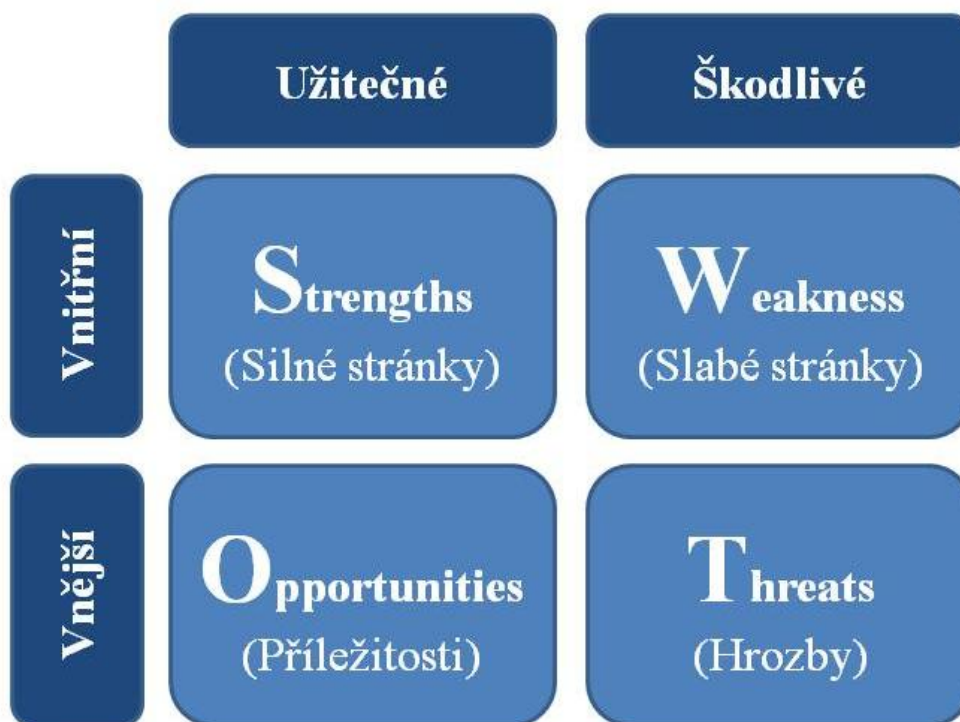 Užitečné
Škodlivé
Vnitřní
Strengths
(Silné stránky)
Weakness
(Slabé stránky)
Vnější
Opportunities
(Příležitosti)
Threats
(Hrozby)